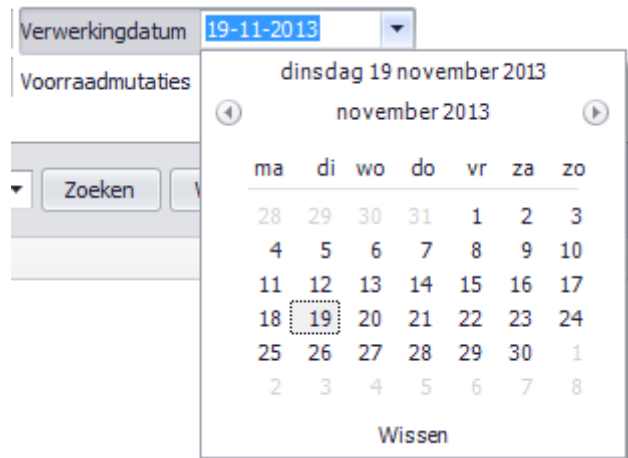 Verwerkingdatum 19-11-2013
Voorraadmutaties
dinsdag 19 november 2013
november 2013
Zoeken
ma di wo do vr za zo
28 29 30 31 1 2 3
4 5 6 7 8 9 10
11 12 13 14 15 16 17
18 19 20 21 22 23 24
25 26 27 28 29 30 1
2 3 4 5 6 7 8
Wissen